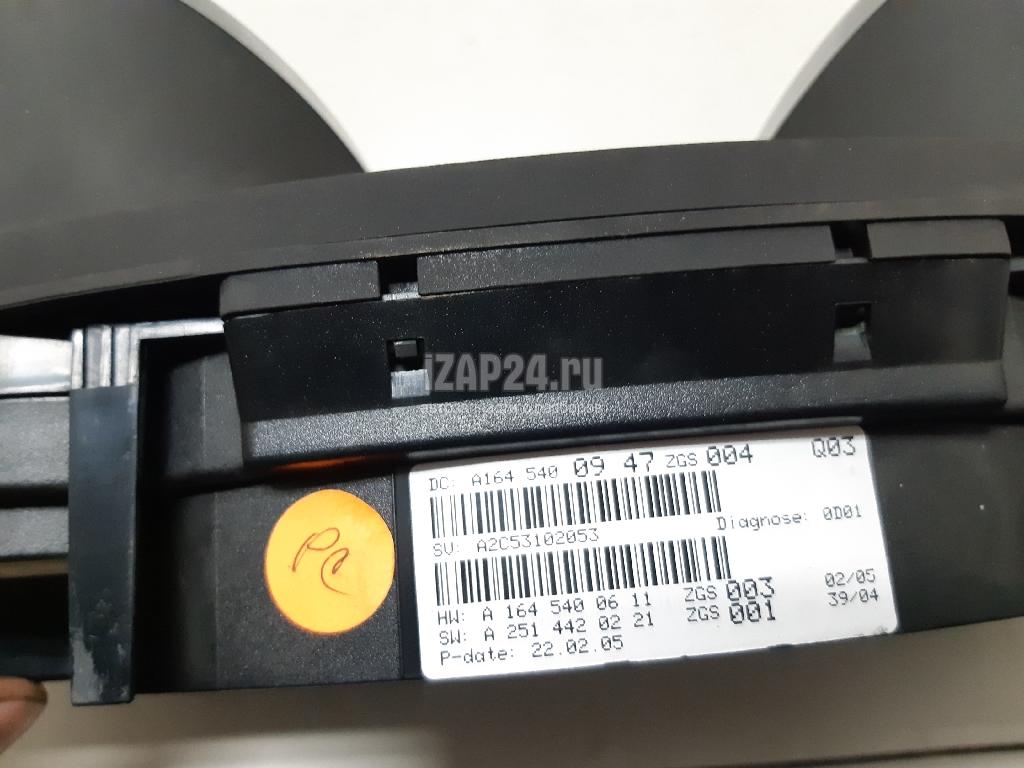 iZAP24.ru
DC: A164 540 09 47 ZGS 004 Q03
SV: A2C53102053 Diagnose: 0D01
HW: A 164 540 06 11 ZGS 003 02/05
SW: A 251 442 02 21 ZGS 001 39/04
P-date: 22.02.05